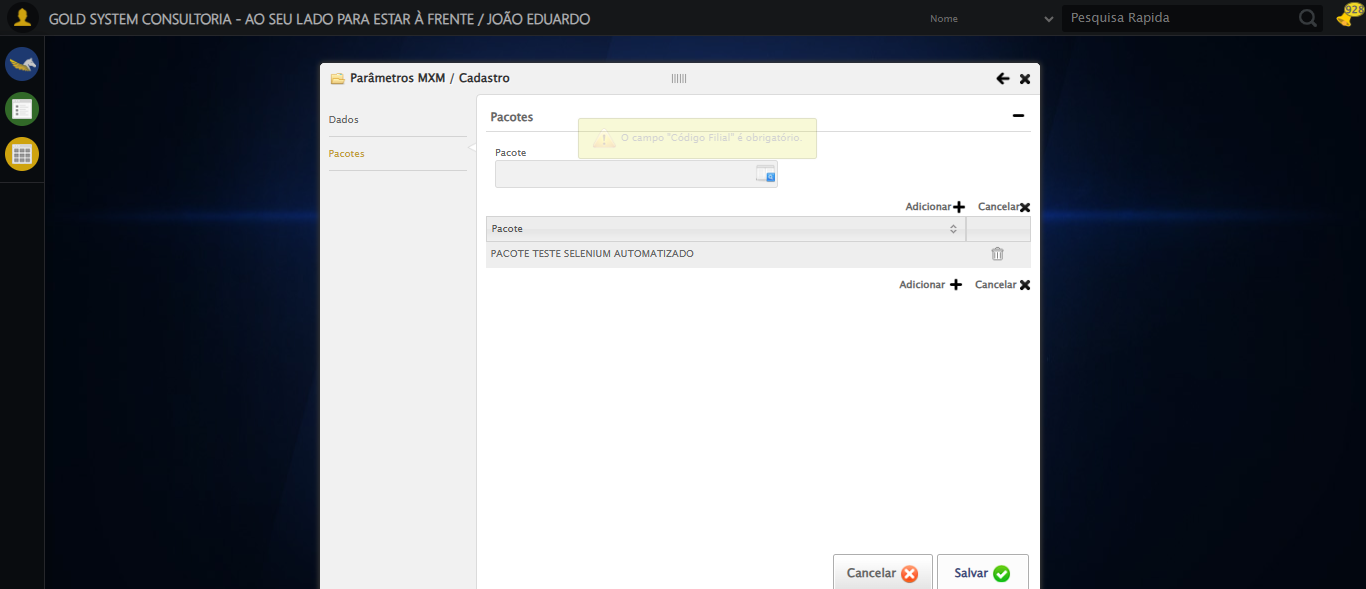 GOLD SYSTEM CONSULTORIA - AO SEU LADO PARA ESTAR À FRENTE / JOÃO EDUARDO
Nome
Pesquisa Rapida
928
Parâmetros MXM / Cadastro
Dados
Pacotes
Pacotes
O campo "Código Filial" é obrigatório.
Pacote
Adicionar
Cancelar
Pacote
PACOTE TESTE SELENIUM AUTOMATIZADO
Adicionar
Cancelar
Cancelar
Salvar